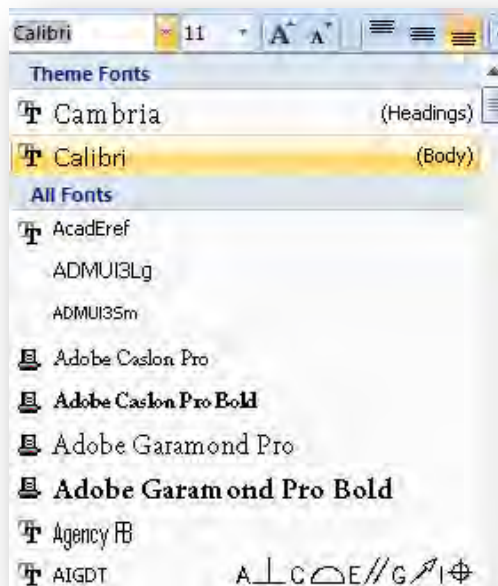 Calibri 11 A A
Theme Fonts
Cambria (Headings)
Calibri (Body)
All Fonts
AcadEref
ADMUI3Lg
ADMUI3Sm
Adobe Caslon Pro
Adobe Caslon Pro Bold
Adobe Garamond Pro
Adobe Garamond Pro Bold
Agency FB
AIGDT A⊥C⌓E//G↗I⌖